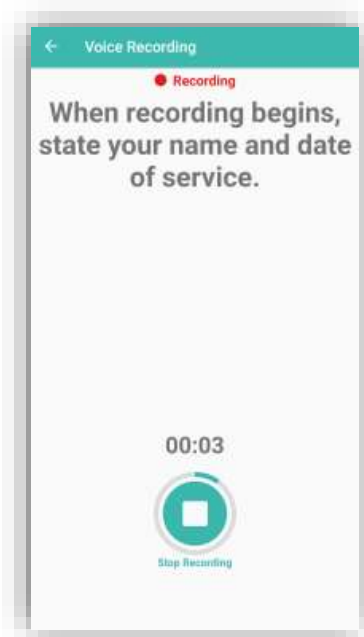 Voice Recording
Recording
When recording begins,
state your name and date
of service.
00:03
Stop Recording